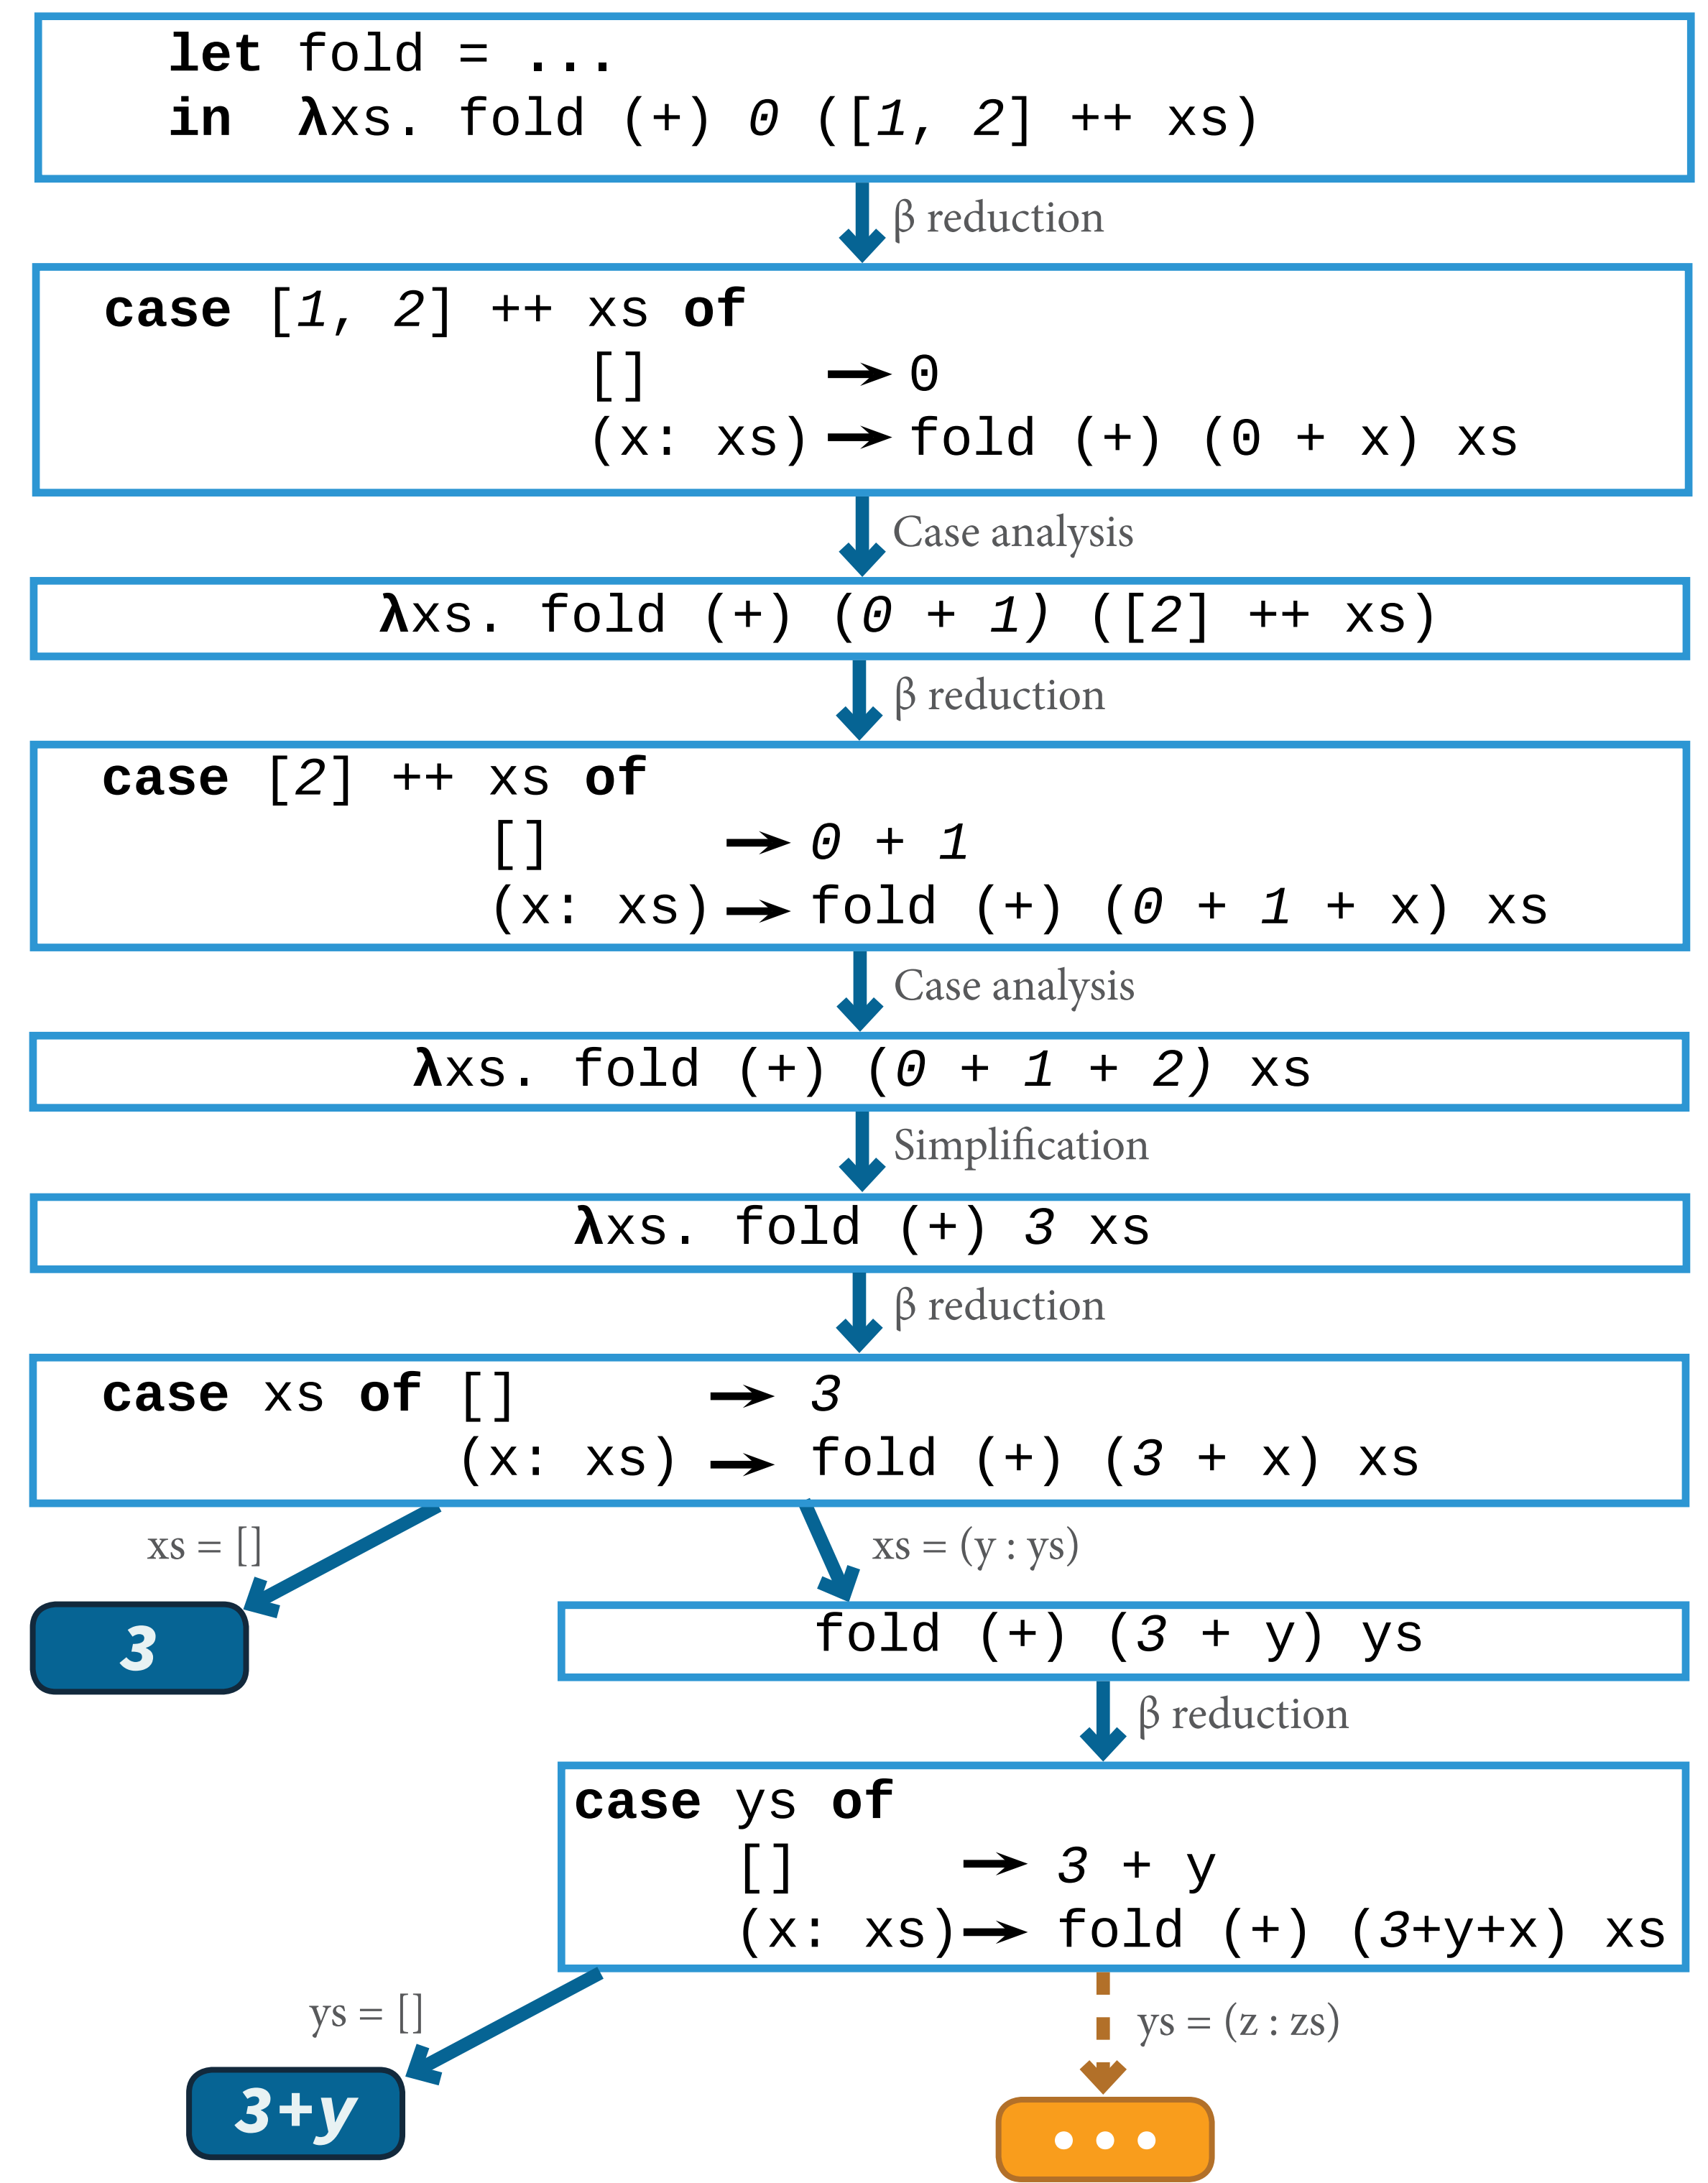 let fold = ...
in λxs. fold (+) 0 ([1, 2] ++ xs)
β reduction
case [1, 2] ++ xs of
[] → 0
(x: xs) → fold (+) (0 + x) xs
Case analysis
λxs. fold (+) (0 + 1) ([2] ++ xs)
β reduction
case [2] ++ xs of
[] → 0 + 1
(x: xs) → fold (+) (0 + 1 + x) xs
Case analysis
λxs. fold (+) (0 + 1 + 2) xs
Simplification
λxs. fold (+) 3 xs
β reduction
case xs of [] → 3
(x: xs) → fold (+) (3 + x) xs
xs = []
xs = (y : ys)
3
fold (+) (3 + y) ys
β reduction
case ys of
[] → 3 + y
(x: xs) → fold (+) (3+y+x) xs
ys = []
ys = (z : zs)
3+y
...